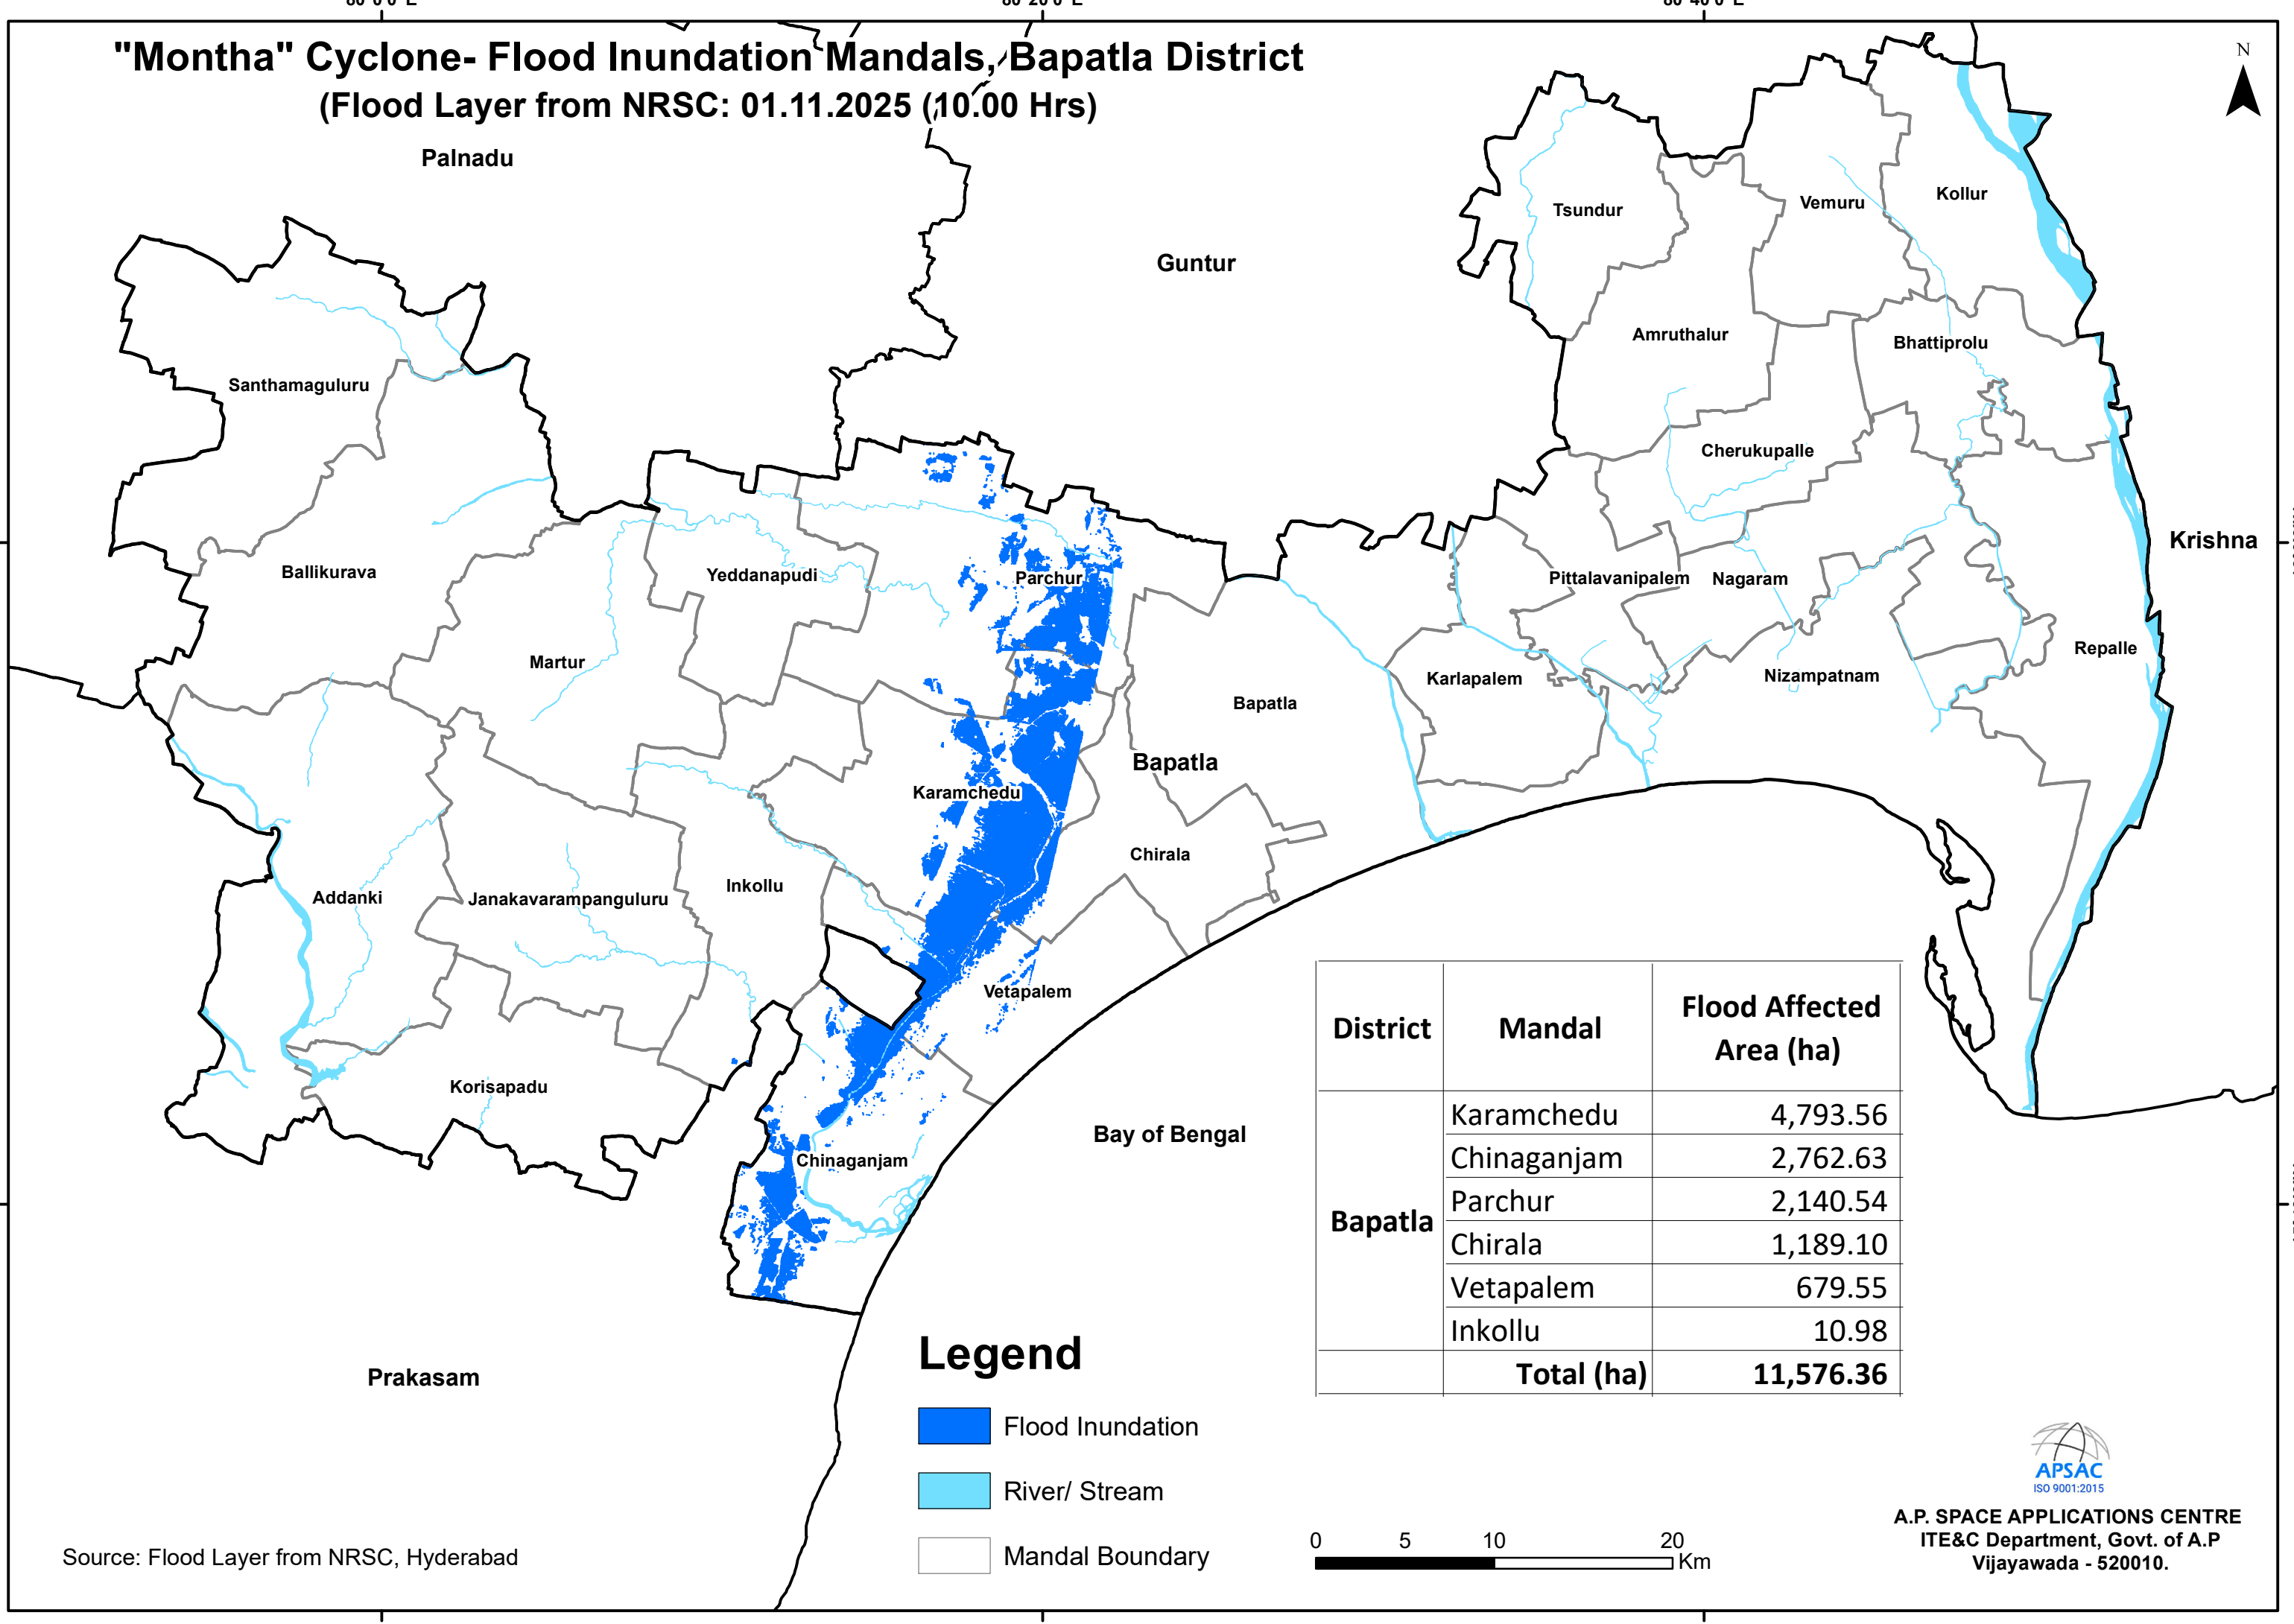 "Montha" Cyclone- Flood Inundation Mandals, Bapatla District
(Flood Layer from NRSC: 01.11.2025 (10.00 Hrs)
N
Palnadu
Guntur
Krishna
Prakasam
Bay of Bengal
Bapatla
Tsundur
Vemuru
Kollur
Amruthalur
Bhattiprolu
Santhamaguluru
Cherukupalle
Ballikurava
Yeddanapudi
Parchur
Pittalavanipalem
Nagaram
Martur
Karlapalem
Nizampatnam
Repalle
Bapatla
Karamchedu
Chirala
Addanki
Janakavarampanguluru
Inkollu
Vetapalem
Korisapadu
Chinaganjam
District Mandal Flood Affected
Area (ha)
Bapatla
Karamchedu 4,793.56
Chinaganjam 2,762.63
Parchur 2,140.54
Chirala 1,189.10
Vetapalem 679.55
Inkollu 10.98
Total (ha) 11,576.36
Legend
Flood Inundation
River/ Stream
Mandal Boundary
0 5 10 20
Km
Source: Flood Layer from NRSC, Hyderabad
APSAC
ISO 9001:2015
A.P. SPACE APPLICATIONS CENTRE
ITE&C Department, Govt. of A.P
Vijayawada - 520010.